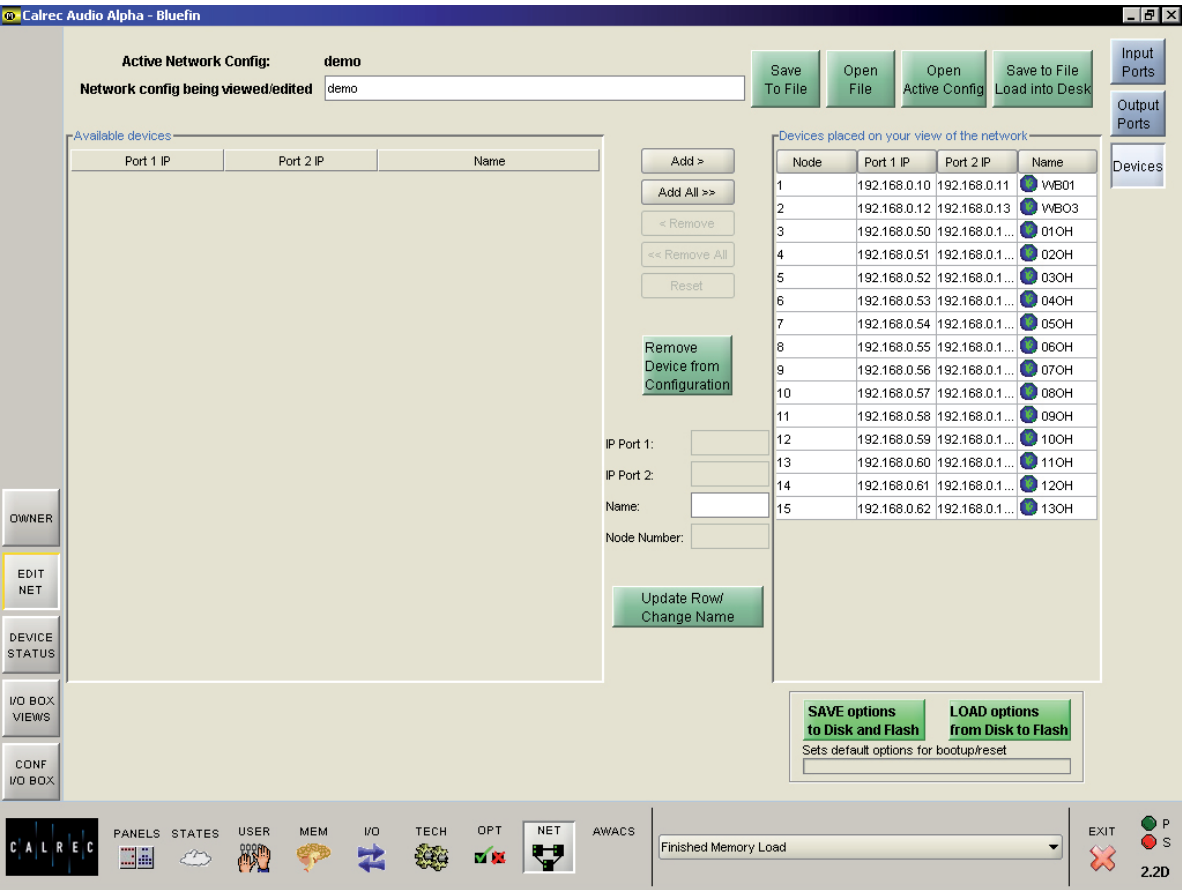 Calrec Audio Alpha - Bluefin
Active Network Config: demo
Network config being viewed/edited demo
Save
To File
Open
File
Open
Active Config
Save to File
Load into Desk
Input
Ports
Output
Ports
Devices
Available devices
Port 1 IP Port 2 IP Name
Add >
Add All >>
< Remove
<< Remove All
Reset
Remove
Device from
Configuration
IP Port 1:
IP Port 2:
Name:
Node Number:
Update Row/
Change Name
Devices placed on your view of the network
Node Port 1 IP Port 2 IP Name
1 192.168.0.10 192.168.0.11 WB01
2 192.168.0.12 192.168.0.13 WBO3
3 192.168.0.50 192.168.0.1... 01OH
4 192.168.0.51 192.168.0.1... 02OH
5 192.168.0.52 192.168.0.1... 03OH
6 192.168.0.53 192.168.0.1... 04OH
7 192.168.0.54 192.168.0.1... 05OH
8 192.168.0.55 192.168.0.1... 06OH
9 192.168.0.56 192.168.0.1... 07OH
10 192.168.0.57 192.168.0.1... 08OH
11 192.168.0.58 192.168.0.1... 09OH
12 192.168.0.59 192.168.0.1... 10OH
13 192.168.0.60 192.168.0.1... 11OH
14 192.168.0.61 192.168.0.1... 12OH
15 192.168.0.62 192.168.0.1... 13OH
OWNER
EDIT
NET
DEVICE
STATUS
I/O BOX
VIEWS
CONF
I/O BOX
SAVE options
to Disk and Flash
LOAD options
from Disk to Flash
Sets default options for bootup/reset
CALREC
PANELS STATES USER MEM I/O TECH OPT NET AWACS
Finished Memory Load
EXIT
P
S
2.2D